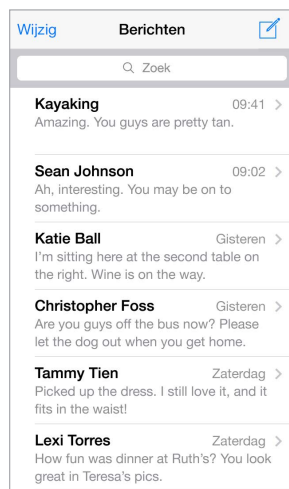 Wijzig Berichten
Zoek
Kayaking 09:41
Amazing. You guys are pretty tan.
Sean Johnson 09:02
Ah, interesting. You may be on to
something.
Katie Ball Gisteren
I'm sitting here at the second table on
the right. Wine is on the way.
Christopher Foss Gisteren
Are you guys off the bus now? Please
let the dog out when you get home.
Tammy Tien Zaterdag
Picked up the dress. I still love it, and it
fits in the waist!
Lexi Torres Zaterdag
How fun was dinner at Ruth's? You look
great in Teresa's pics.